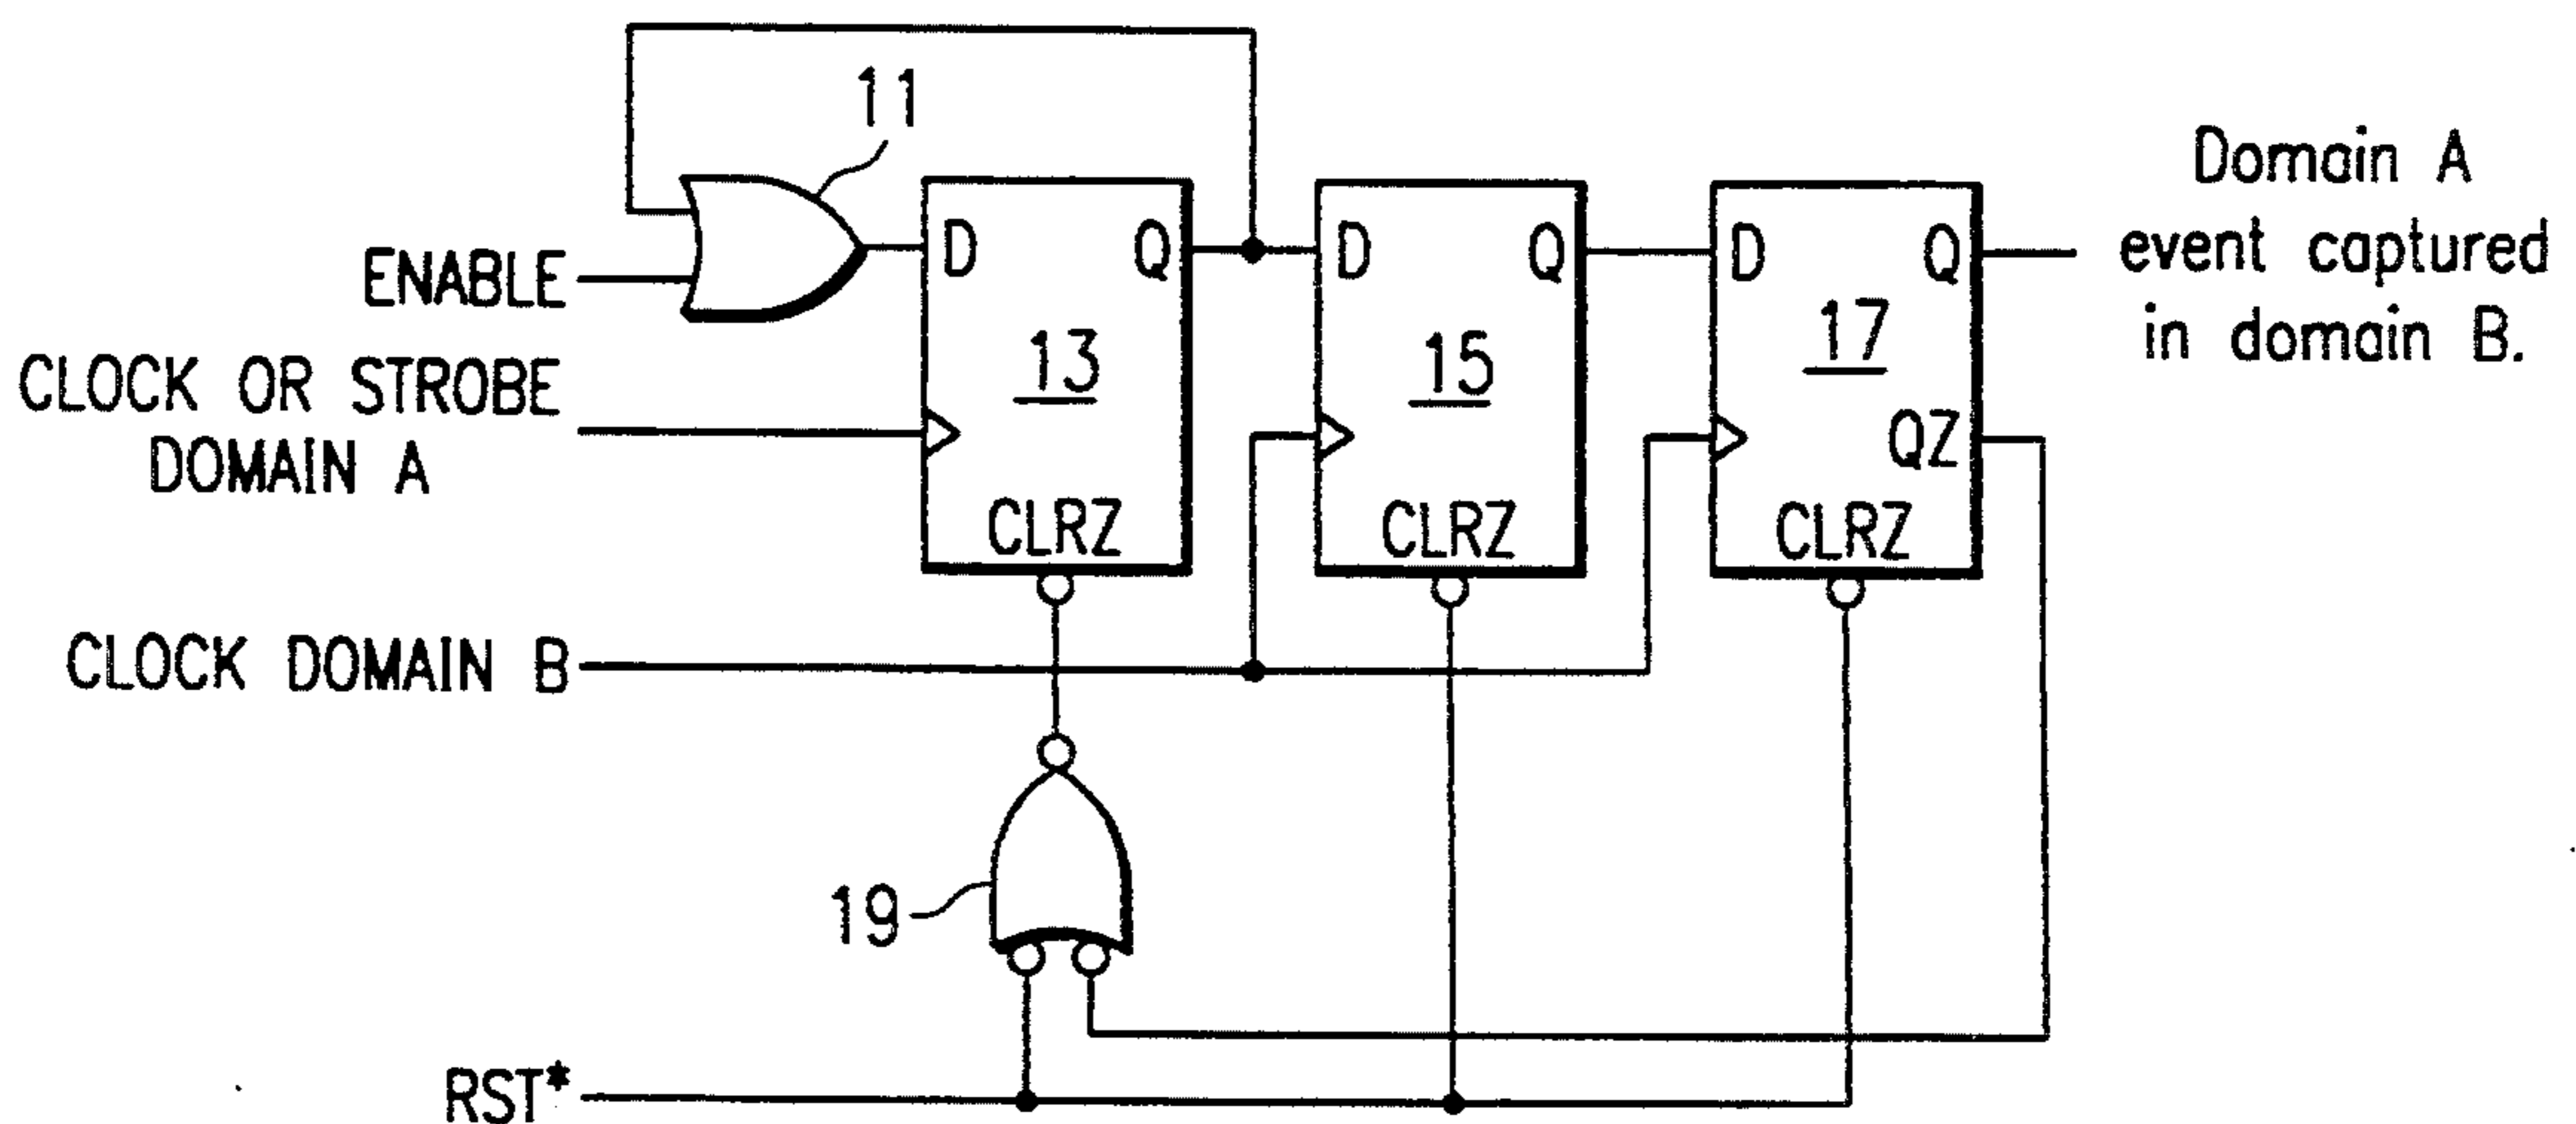 11
ENABLE
CLOCK OR STROBE
DOMAIN A
D
Q
13
CLRZ
D
Q
15
CLRZ
D
Q
17
QZ
CLRZ
Domain A
event captured
in domain B.
CLOCK DOMAIN B
19
RST*